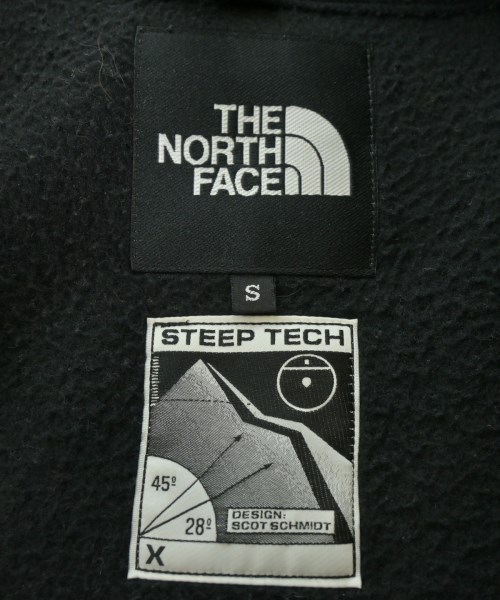 THE
NORTH
FACE
S
STEEP TECH
45º
28º
DESIGN:
SCOT SCHMIDT
X